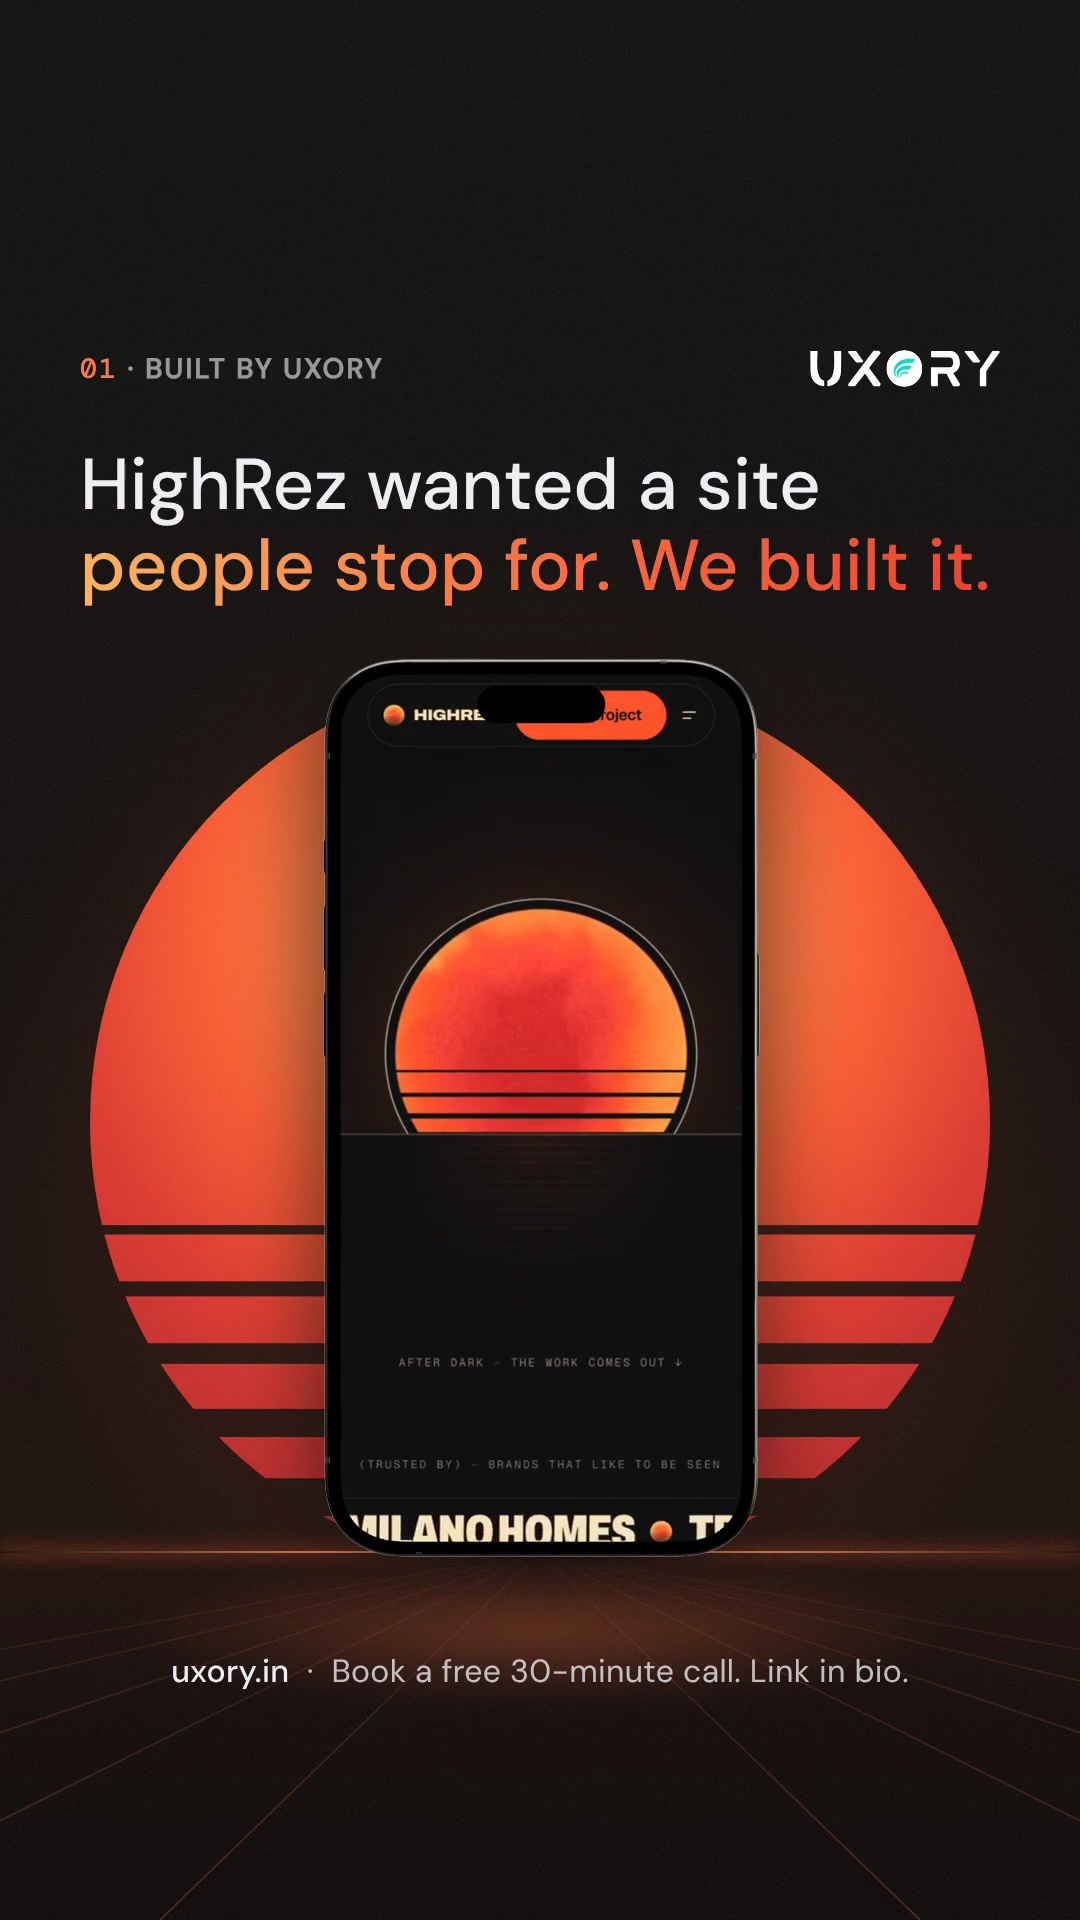 01 · BUILT BY UXORY
UXORY
HighRez wanted a site
people stop for. We built it.
HIGHRE
roject
AFTER DARK – THE WORK COMES OUT ↓
(TRUSTED BY) – BRANDS THAT LIKE TO BE SEEN
MILANO HOMES
uxory.in · Book a free 30-minute call. Link in bio.